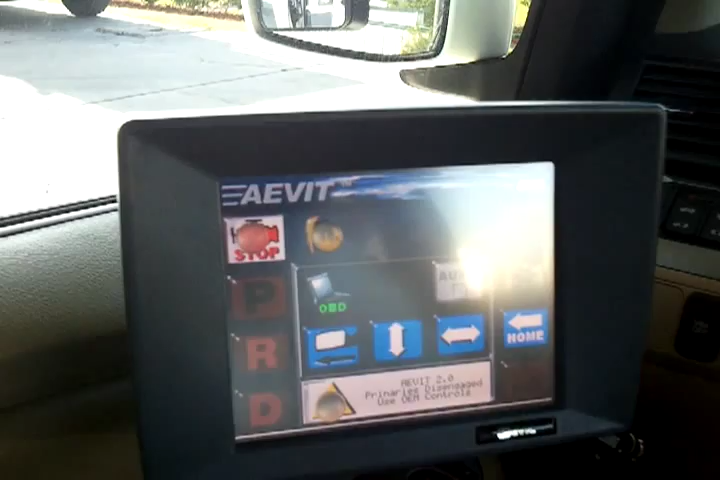 AEVIT
STOP
P
R
D
OBD
HOME
AEVIT 2.0
Primaries Disengaged
Use OEM Controls